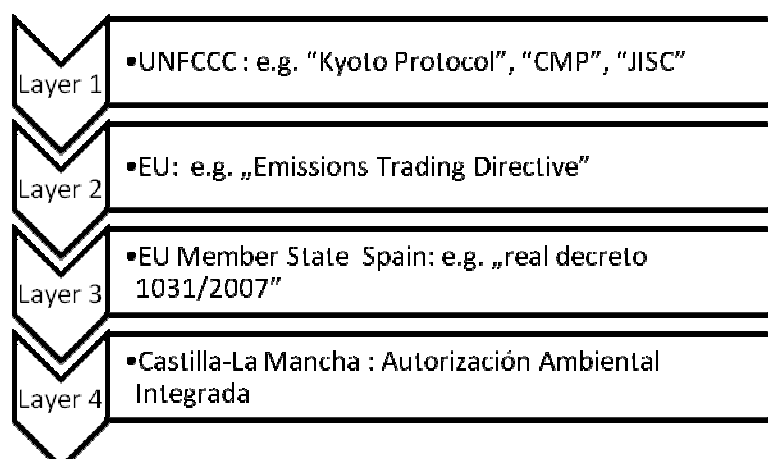 Layer 1
•UNFCCC : e.g. “Kyoto Protocol”, “CMP”, “JISC”
Layer 2
•EU: e.g. „Emissions Trading Directive”
Layer 3
•EU Member State Spain: e.g. „real decreto
1031/2007”
Layer 4
•Castilla-La Mancha : Autorización Ambiental
Integrada